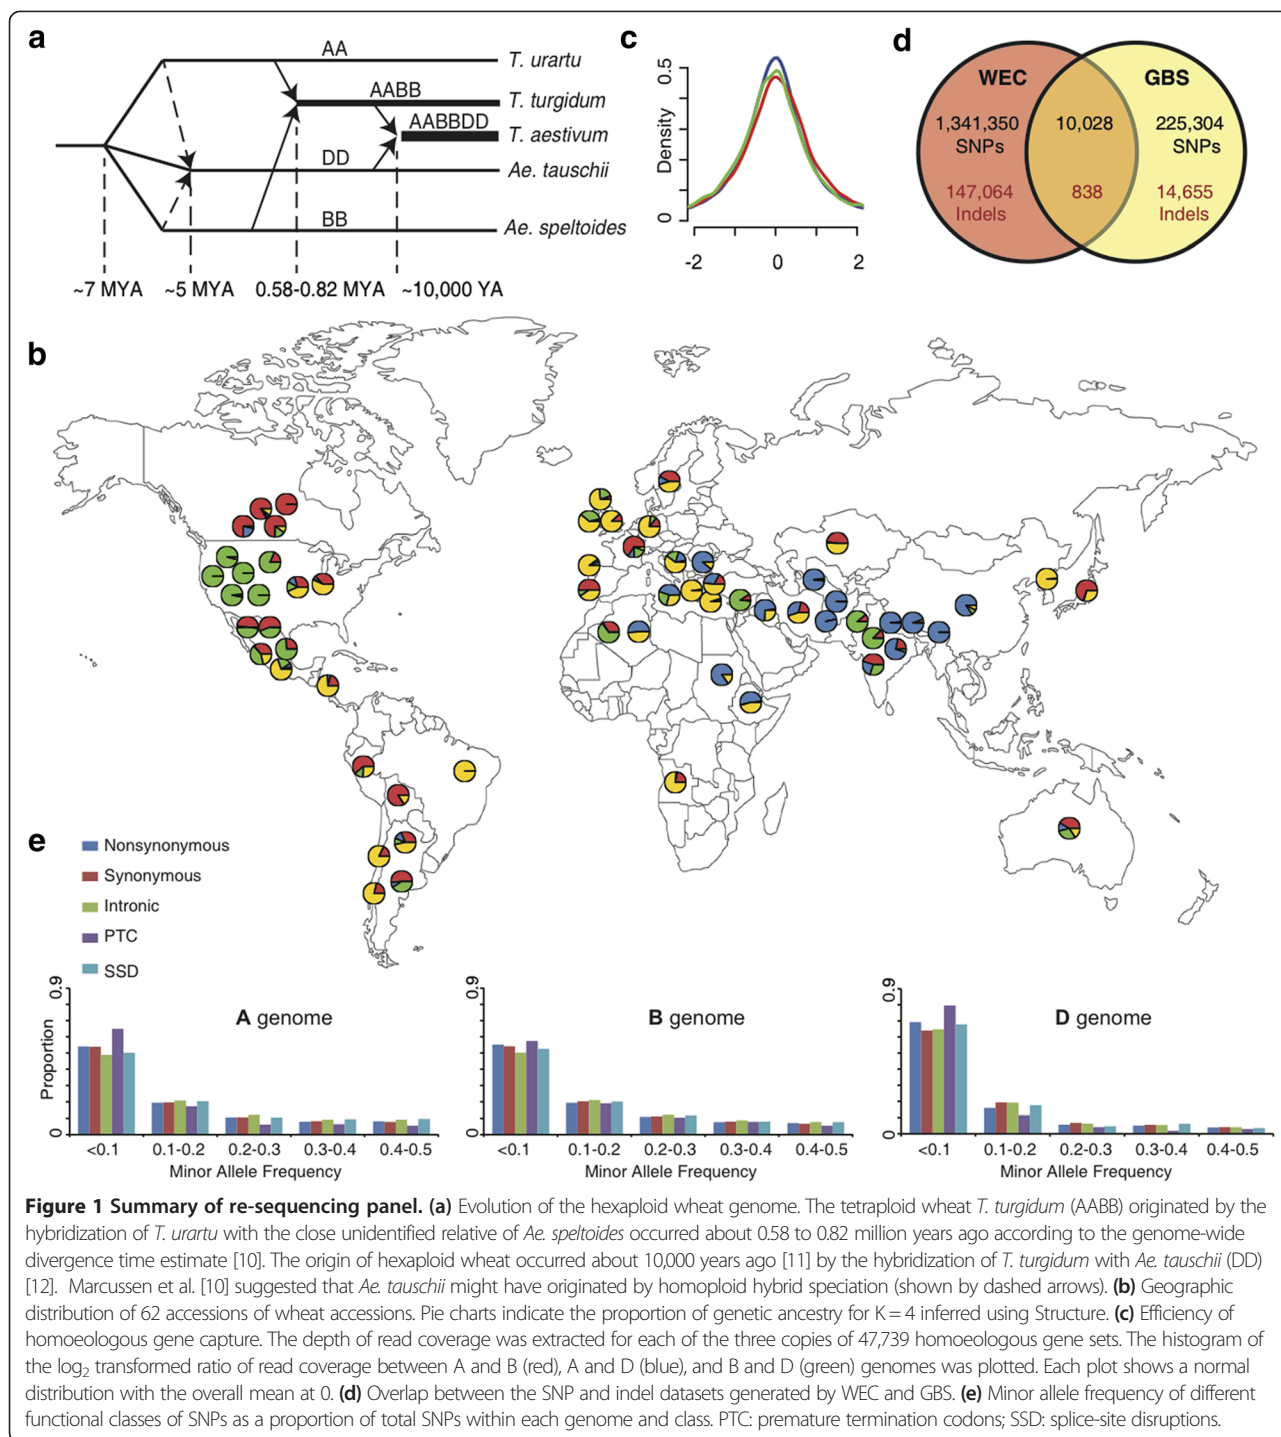 a
AA
T. urartu
AABB
T. turgidum
AABBDD
T. aestivum
DD
Ae. tauschii
BB
Ae. speltoides
~7 MYA
~5 MYA
0.58-0.82 MYA
~10,000 YA
c
Density
0.5
0
-2
0
2
d
WEC
GBS
1,341,350
SNPs
10,028
225,304
SNPs
147,064
Indels
838
14,655
Indels
b
e
Nonsynonymous
Synonymous
Intronic
PTC
SSD
A genome
Proportion
0.9
0
<0.1
0.1-0.2
0.2-0.3
0.3-0.4
0.4-0.5
Minor Allele Frequency
B genome
0.9
0
<0.1
0.1-0.2
0.2-0.3
0.3-0.4
0.4-0.5
Minor Allele Frequency
D genome
0.9
0
<0.1
0.1-0.2
0.2-0.3
0.3-0.4
0.4-0.5
Minor Allele Frequency
Figure 1 Summary of re-sequencing panel. (a) Evolution of the hexaploid wheat genome. The tetraploid wheat T. turgidum (AABB) originated by the
hybridization of T. urartu with the close unidentified relative of Ae. speltoides occurred about 0.58 to 0.82 million years ago according to the genome-wide
divergence time estimate [10]. The origin of hexaploid wheat occurred about 10,000 years ago [11] by the hybridization of T. turgidum with Ae. tauschii (DD)
[12]. Marcussen et al. [10] suggested that Ae. tauschii might have originated by homoploid hybrid speciation (shown by dashed arrows). (b) Geographic
distribution of 62 accessions of wheat accessions. Pie charts indicate the proportion of genetic ancestry for K = 4 inferred using Structure. (c) Efficiency of
homoeologous gene capture. The depth of read coverage was extracted for each of the three copies of 47,739 homoeologous gene sets. The histogram of
the log2 transformed ratio of read coverage between A and B (red), A and D (blue), and B and D (green) genomes was plotted. Each plot shows a normal
distribution with the overall mean at 0. (d) Overlap between the SNP and indel datasets generated by WEC and GBS. (e) Minor allele frequency of different
functional classes of SNPs as a proportion of total SNPs within each genome and class. PTC: premature termination codons; SSD: splice-site disruptions.